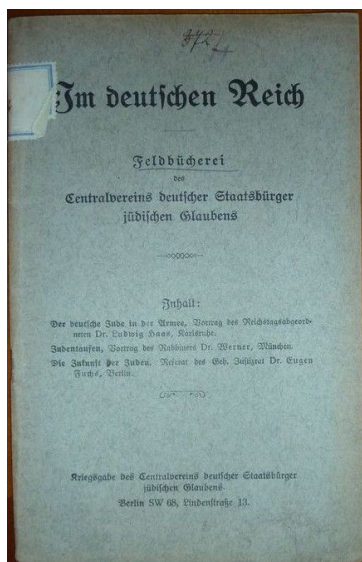 Im deutschen Reich
Feldbücherei
des
Centralvereins deutscher Staatsbürger
jüdischen Glaubens
Inhalt:
Der deutsche Jude in der Armee, Vortrag des Reichstagsabgeord-
neten Dr. Ludwig Haas, Karlsruhe.
Judentaufen, Vortrag des Rabbiners Dr. Werner, München.
Die Zukunft der Juden. Referat des Geh. Justizrat Dr. Eugen
Fuchs, Berlin.
Kriegsgabe des Centralvereins deutscher Staatsbürger
jüdischen Glaubens
Berlin SW 68, Lindenstraße 13.